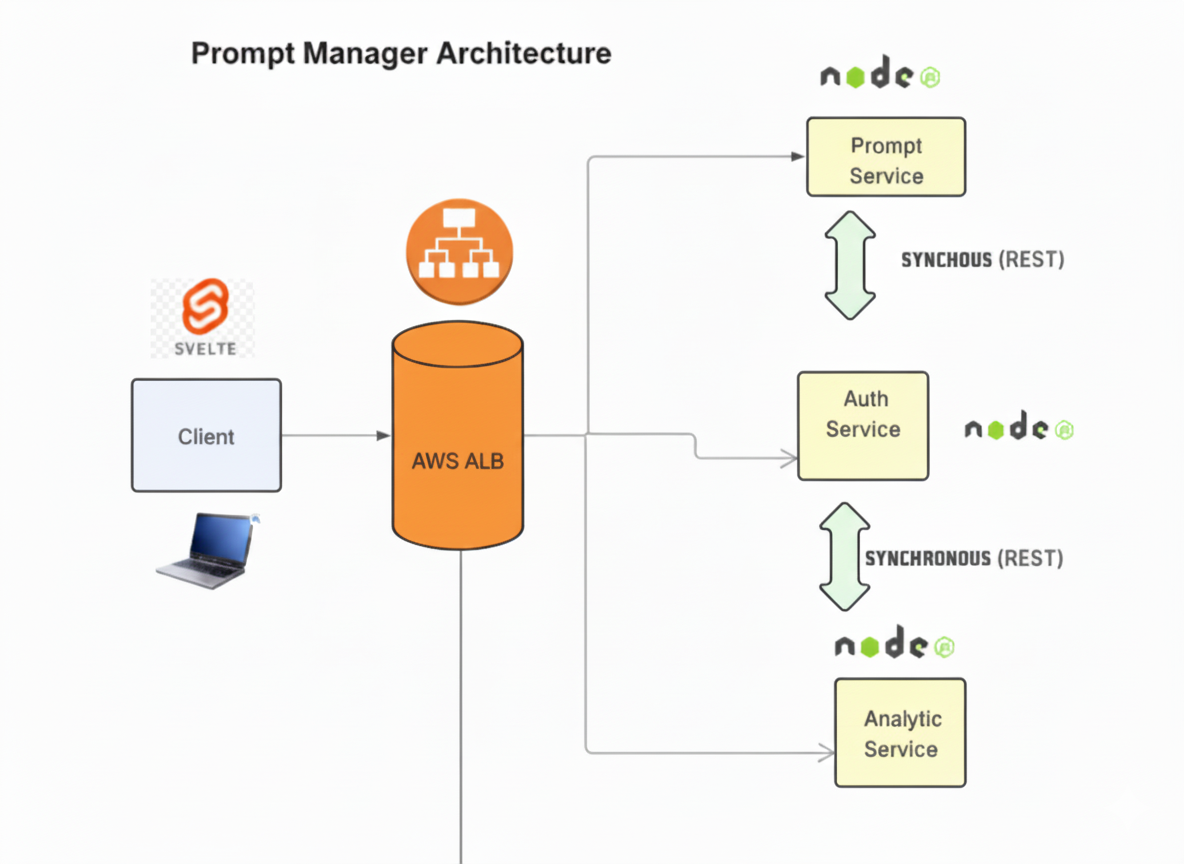 Prompt Manager Architecture
node
Prompt
Service
SYNCHOUS (REST)
SVELTE
Client
AWS ALB
Auth
Service
node
SYNCHRONOUS (REST)
node
Analytic
Service